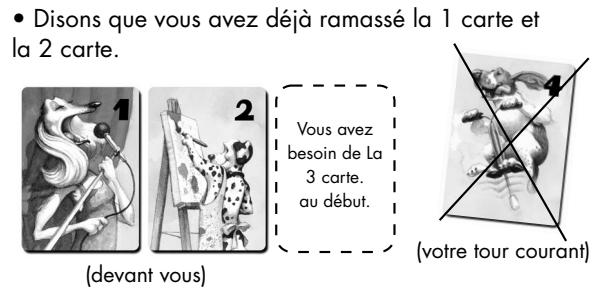 • Disons que vous avez déjà ramassé la 1 carte et
la 2 carte.
1
2
Vous avez
besoin de La
3 carte.
au début.
4
(votre tour courant)
(devant vous)